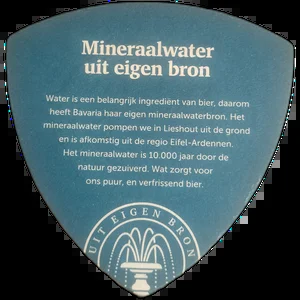 Mineraalwater
uit eigen bron
Water is een belangrijk ingrediënt van bier, daarom
heeft Bavaria haar eigen mineraalwaterbron. Het
mineraalwater pompen we in Lieshout uit de grond
en is afkomstig uit de regio Eifel-Ardennen.
Het mineraalwater is 10.000 jaar door de
natuur gezuiverd. Wat zorgt voor
ons puur, en verfrissend bier.
UIT EIGEN BRON